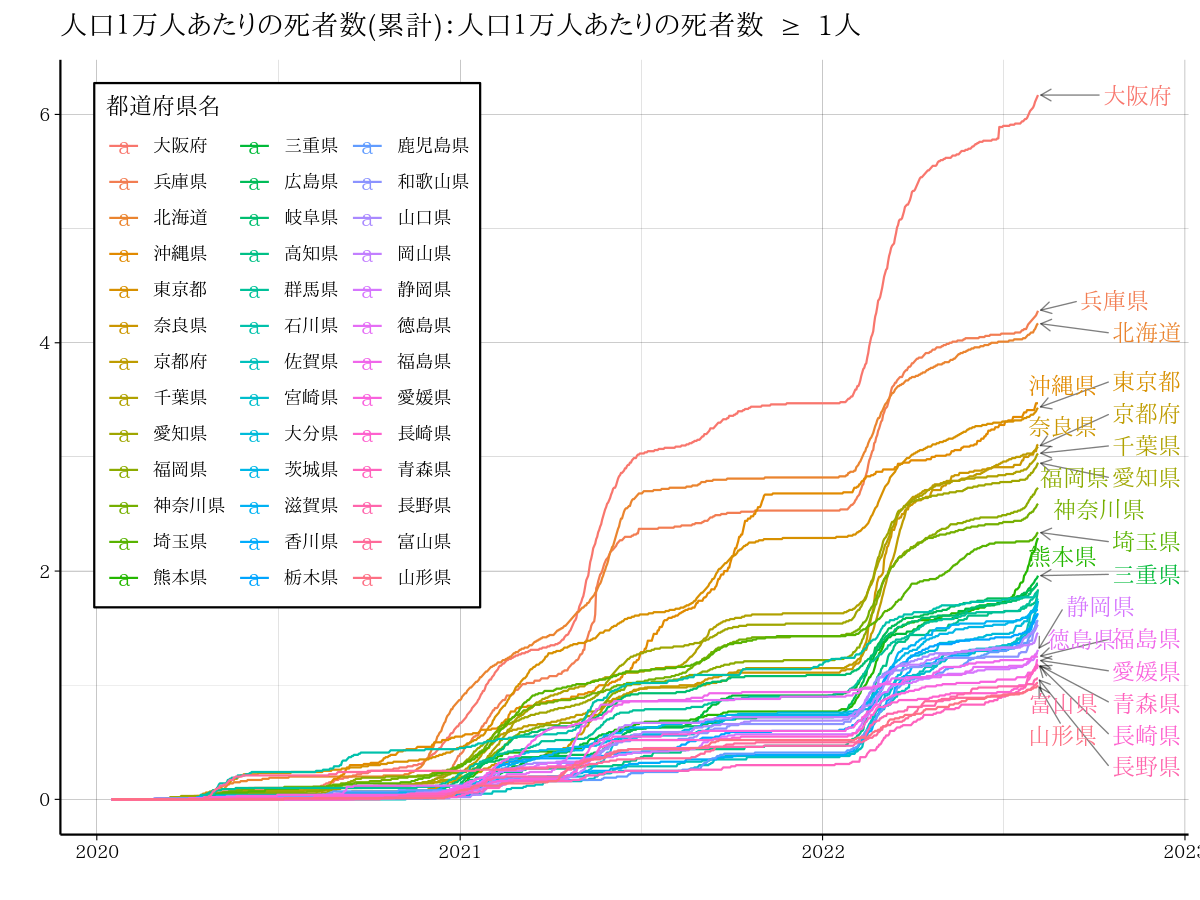 人口1万人あたりの死者数(累計):人口1万人あたりの死者数 ≥ 1人
都道府県名
a 大阪府 a 三重県 a 鹿児島県
a 兵庫県 a 広島県 a 和歌山県
a 北海道 a 岐阜県 a 山口県
a 沖縄県 a 高知県 a 岡山県
a 東京都 a 群馬県 a 静岡県
a 奈良県 a 石川県 a 徳島県
a 京都府 a 佐賀県 a 福島県
a 千葉県 a 宮崎県 a 愛媛県
a 愛知県 a 大分県 a 長崎県
a 福岡県 a 茨城県 a 青森県
a 神奈川県 a 滋賀県 a 長野県
a 埼玉県 a 香川県 a 富山県
a 熊本県 a 栃木県 a 山形県
6
4
2
0
大阪府
兵庫県
北海道
沖縄県 東京都
京都府
奈良県
千葉県
福岡県 愛知県
神奈川県
埼玉県
熊本県
三重県
静岡県
徳島県 福島県
愛媛県
富山県 青森県
山形県 長崎県
長野県
2020 2021 2022 2023